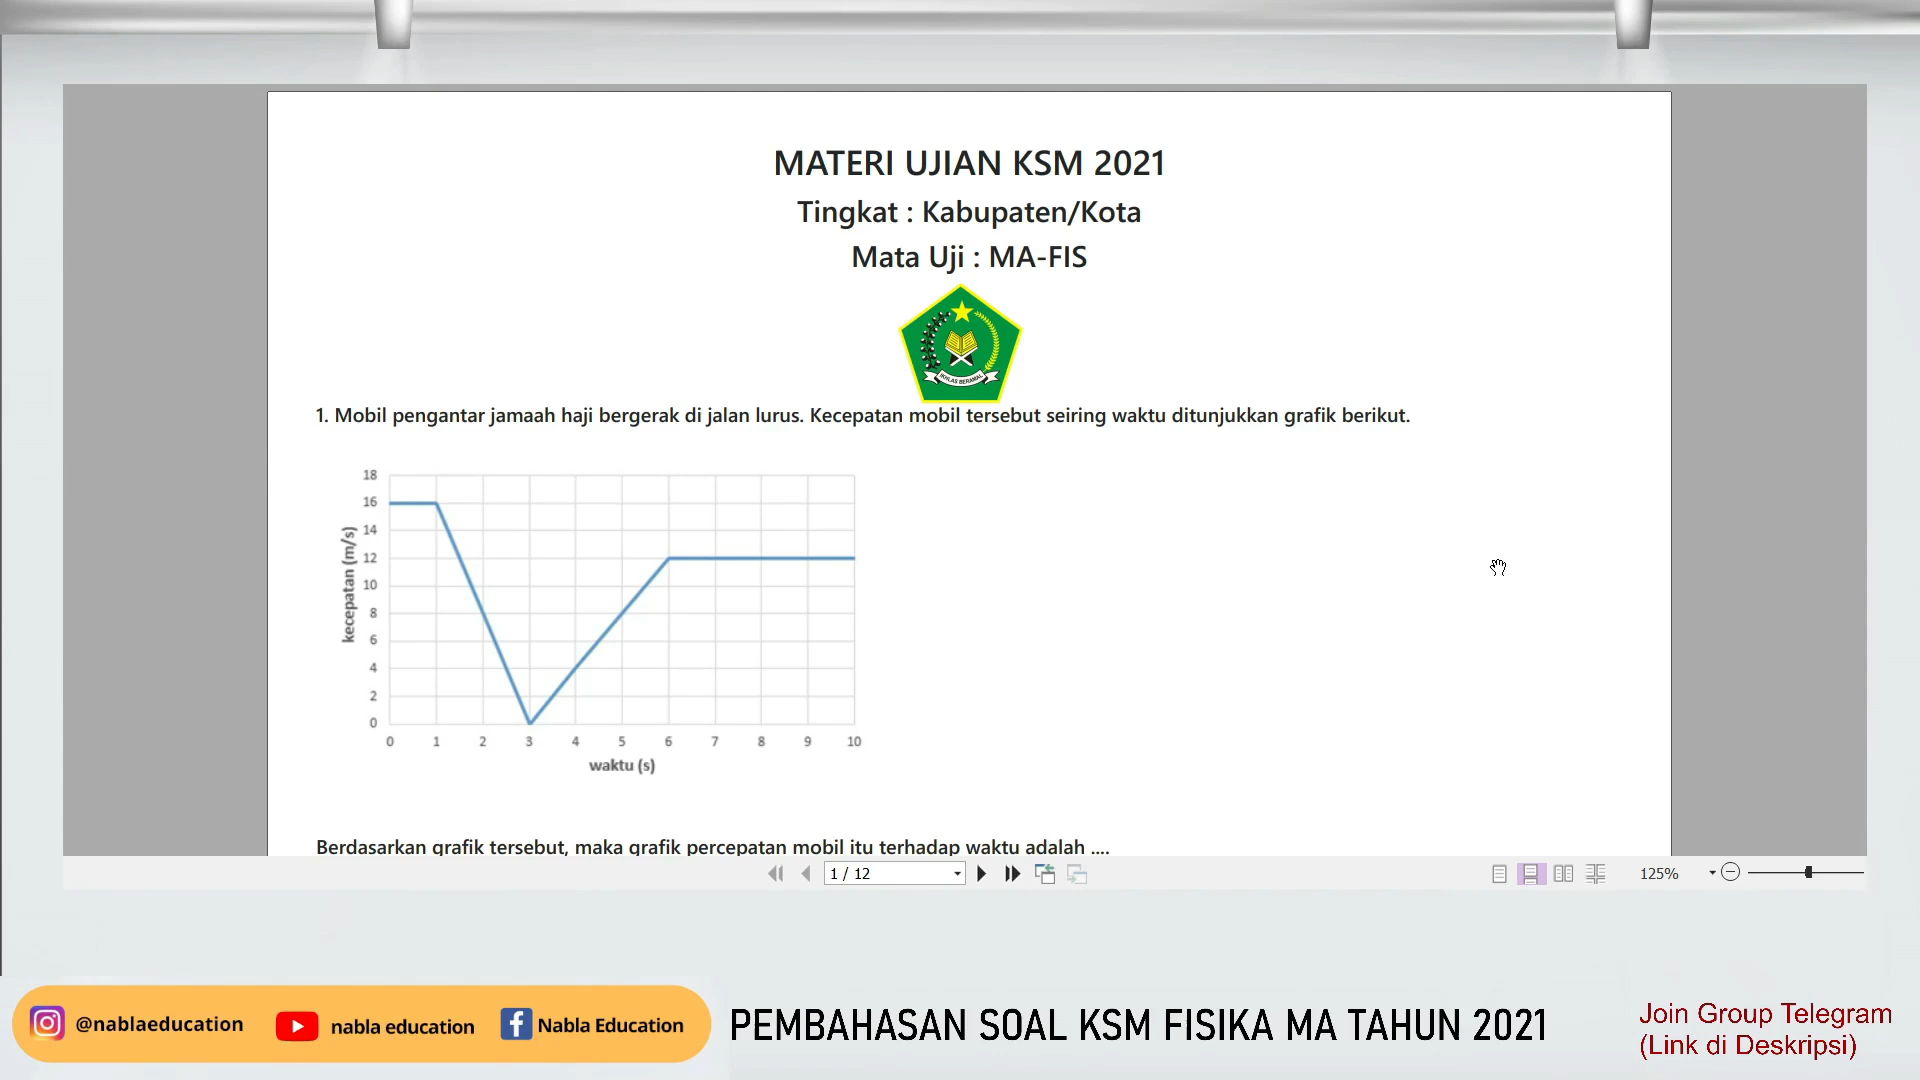 MATERI UJIAN KSM 2021
Tingkat : Kabupaten/Kota
Mata Uji : MA-FIS
IKHLAS BERAMAL
1. Mobil pengantar jamaah haji bergerak di jalan lurus. Kecepatan mobil tersebut seiring waktu ditunjukkan grafik berikut.
18
16
14
12
10
8
6
4
2
0
kecepatan (m/s)
0 1 2 3 4 5 6 7 8 9 10
waktu (s)
Berdasarkan grafik tersebut, maka grafik percepatan mobil itu terhadap waktu adalah ....
1 / 12
125%
@nablaeducation
nabla education
Nabla Education
PEMBAHASAN SOAL KSM FISIKA MA TAHUN 2021
Join Group Telegram
(Link di Deskripsi)